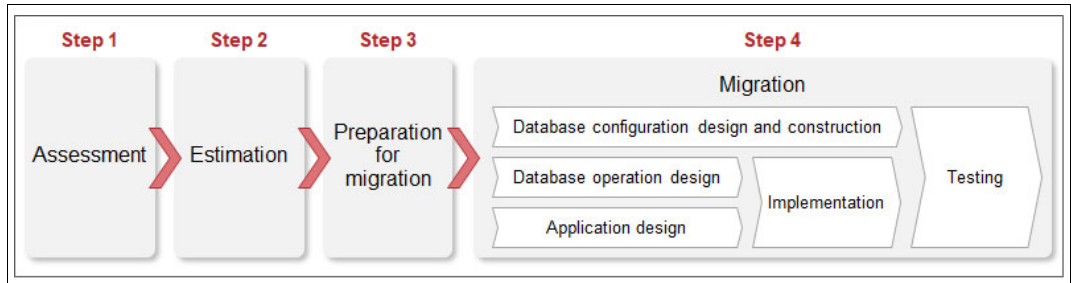 Step 1
Step 2
Step 3
Step 4
Assessment
Estimation
Preparation
for
migration
Migration
Database configuration design and construction
Database operation design
Application design
Implementation
Testing